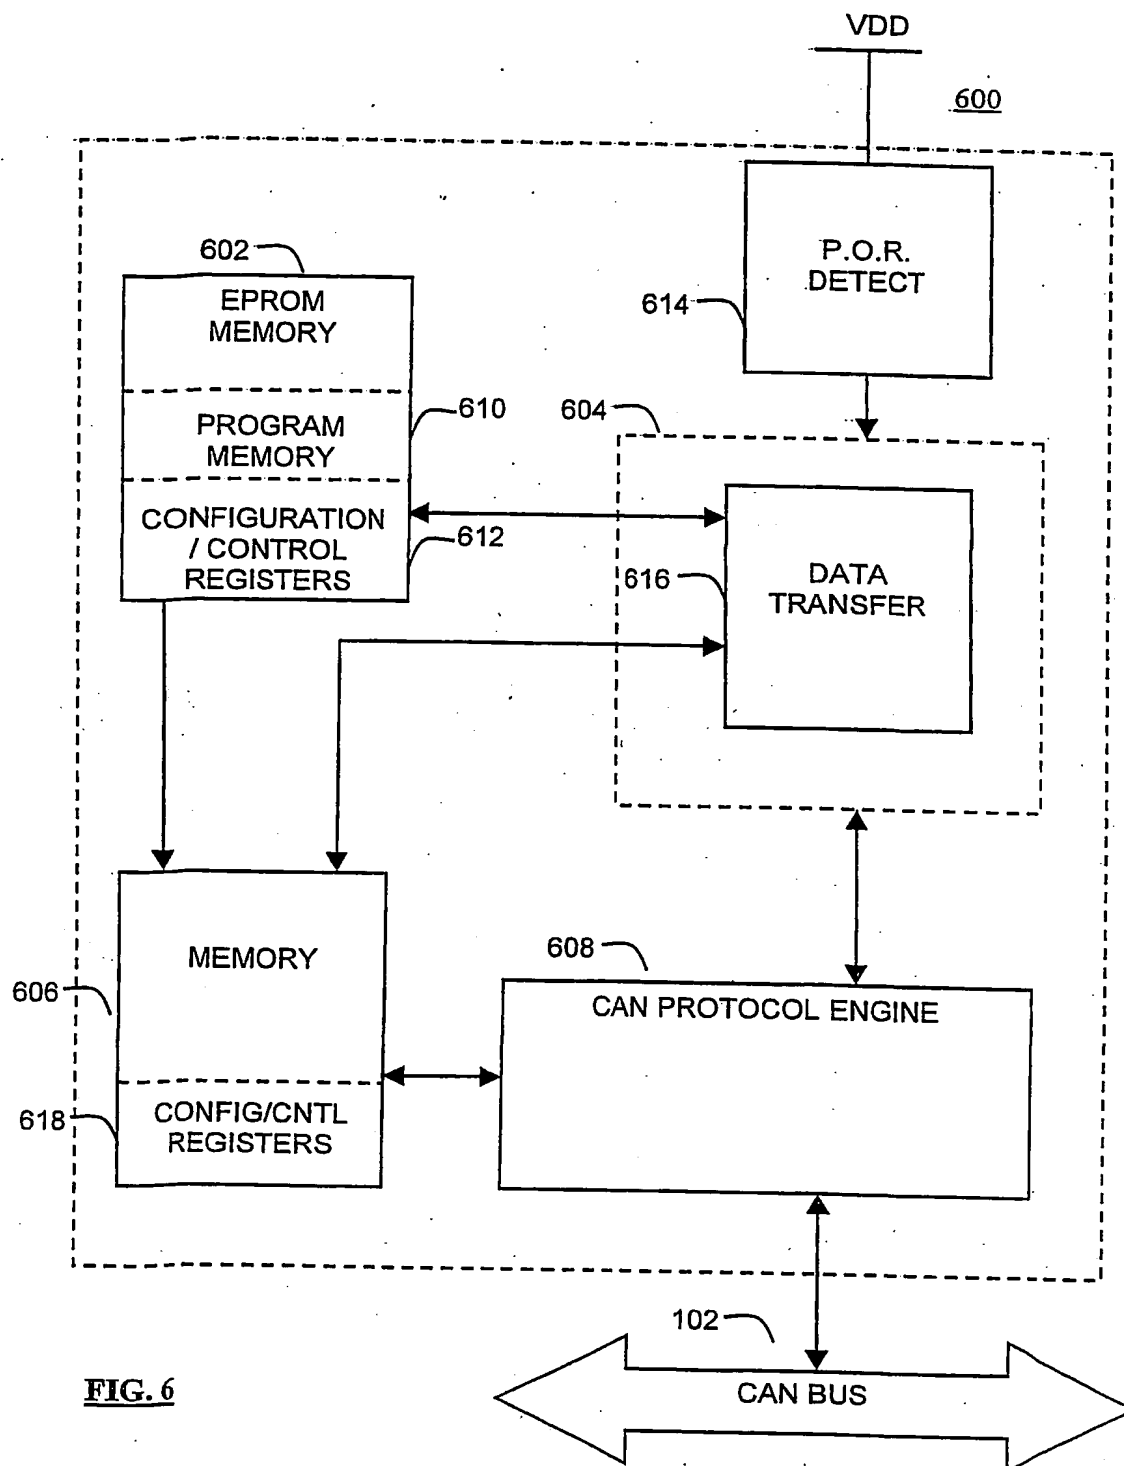 VDD
600
602
EPROM
MEMORY
P.O.R.
DETECT
614
610
PROGRAM
MEMORY
604
CONFIGURATION
/ CONTROL
REGISTERS
612
616
DATA
TRANSFER
MEMORY
606
608
CAN PROTOCOL ENGINE
618
CONFIG/CNTL
REGISTERS
102
CAN BUS
FIG. 6